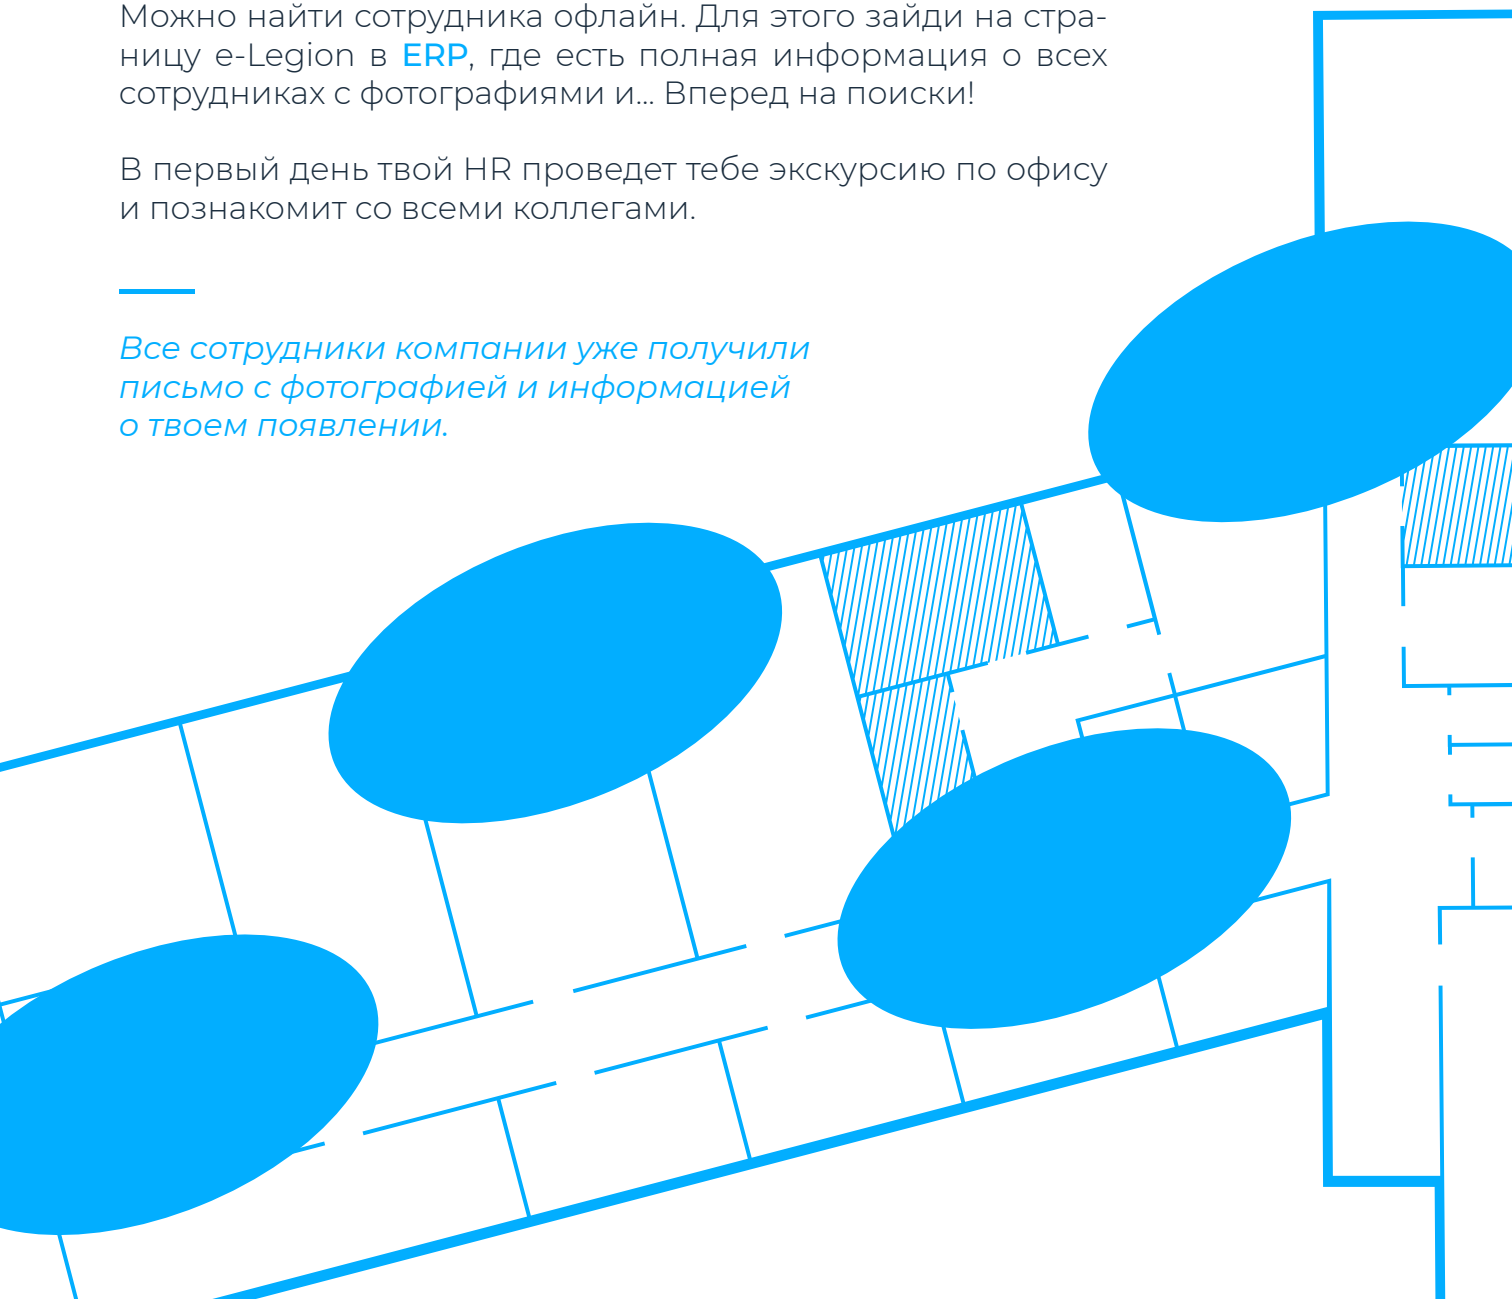 Можно найти сотрудника офлайн. Для этого зайди на стра-
ницу e-Legion в ERP, где есть полная информация о всех
сотрудниках с фотографиями и... Вперед на поиски!
В первый день твой HR проведет тебе экскурсию по офису
и познакомит со всеми коллегами.
Все сотрудники компании уже получили
письмо с фотографией и информацией
о твоем появлении.